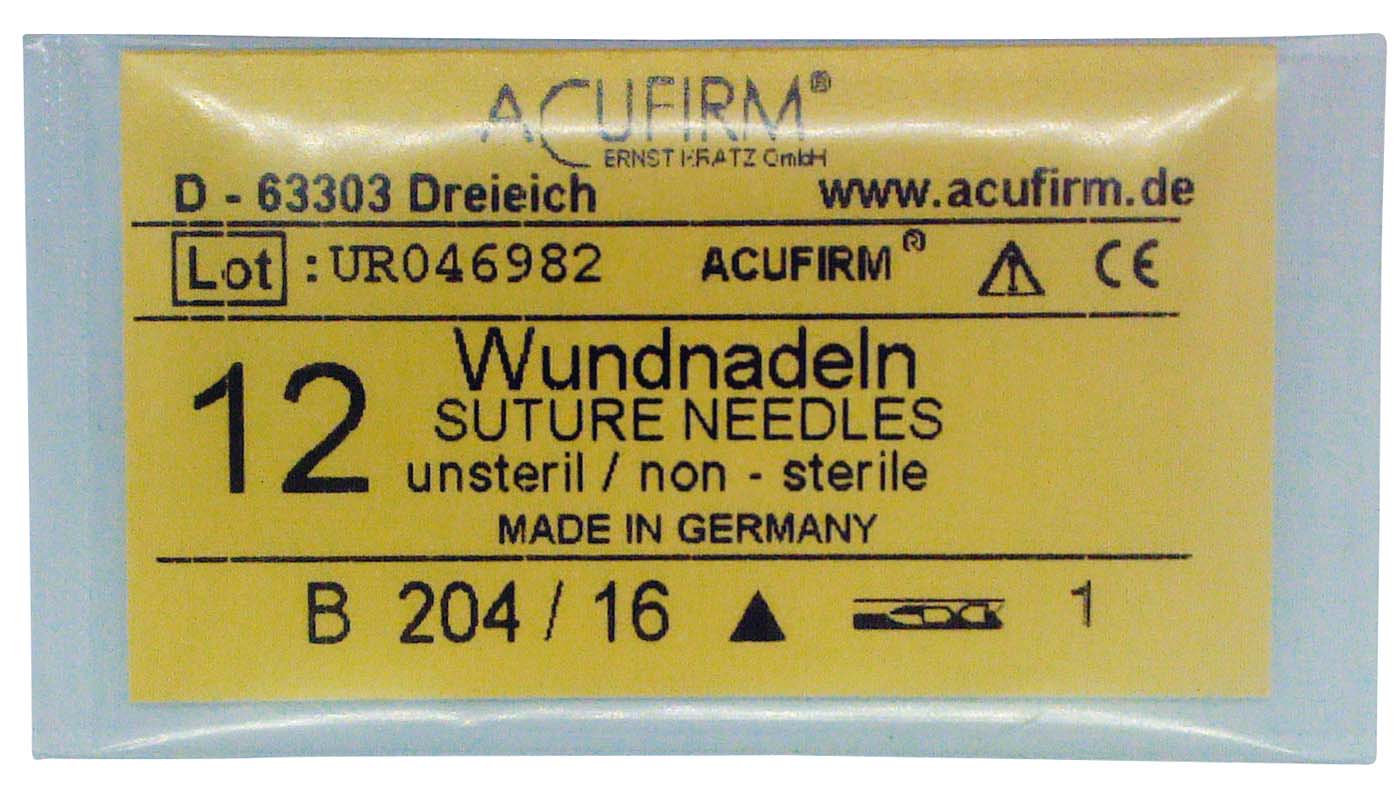 ACUFIRM®
ERNST KRATZ GmbH
D - 63303 Dreieich www.acufirm.de
Lot :UR046982 ACUFIRM® CE
12 Wundnadeln
SUTURE NEEDLES
unsteril / non - sterile
MADE IN GERMANY
B 204 / 16 ▲ 1